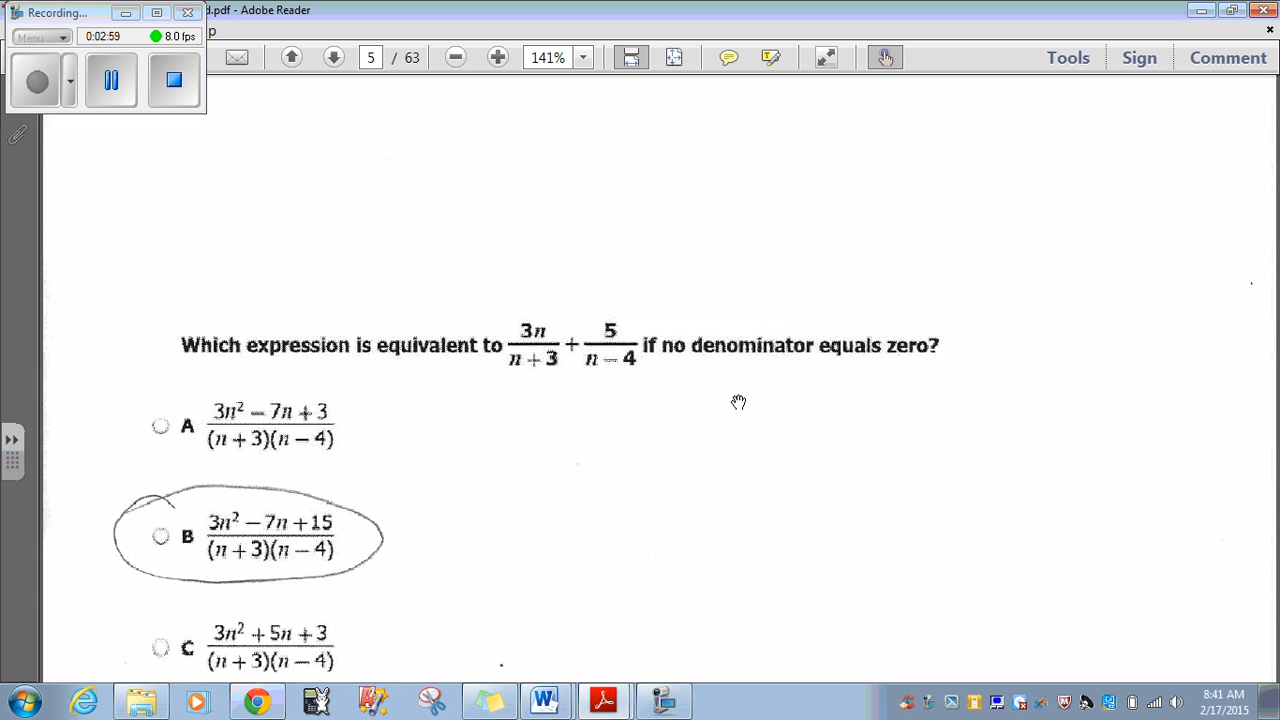 Recording...
d.pdf - Adobe Reader
Menu
0:02:59
8.0 fps
p
5 / 63
141%
Tools
Sign
Comment
Which expression is equivalent to 3n/(n + 3) + 5/(n − 4) if no denominator equals zero?
A (3n² − 7n + 3)/((n + 3)(n − 4))
B (3n² − 7n + 15)/((n + 3)(n − 4))
C (3n² + 5n + 3)/((n + 3)(n − 4))
8:41 AM
2/17/2015